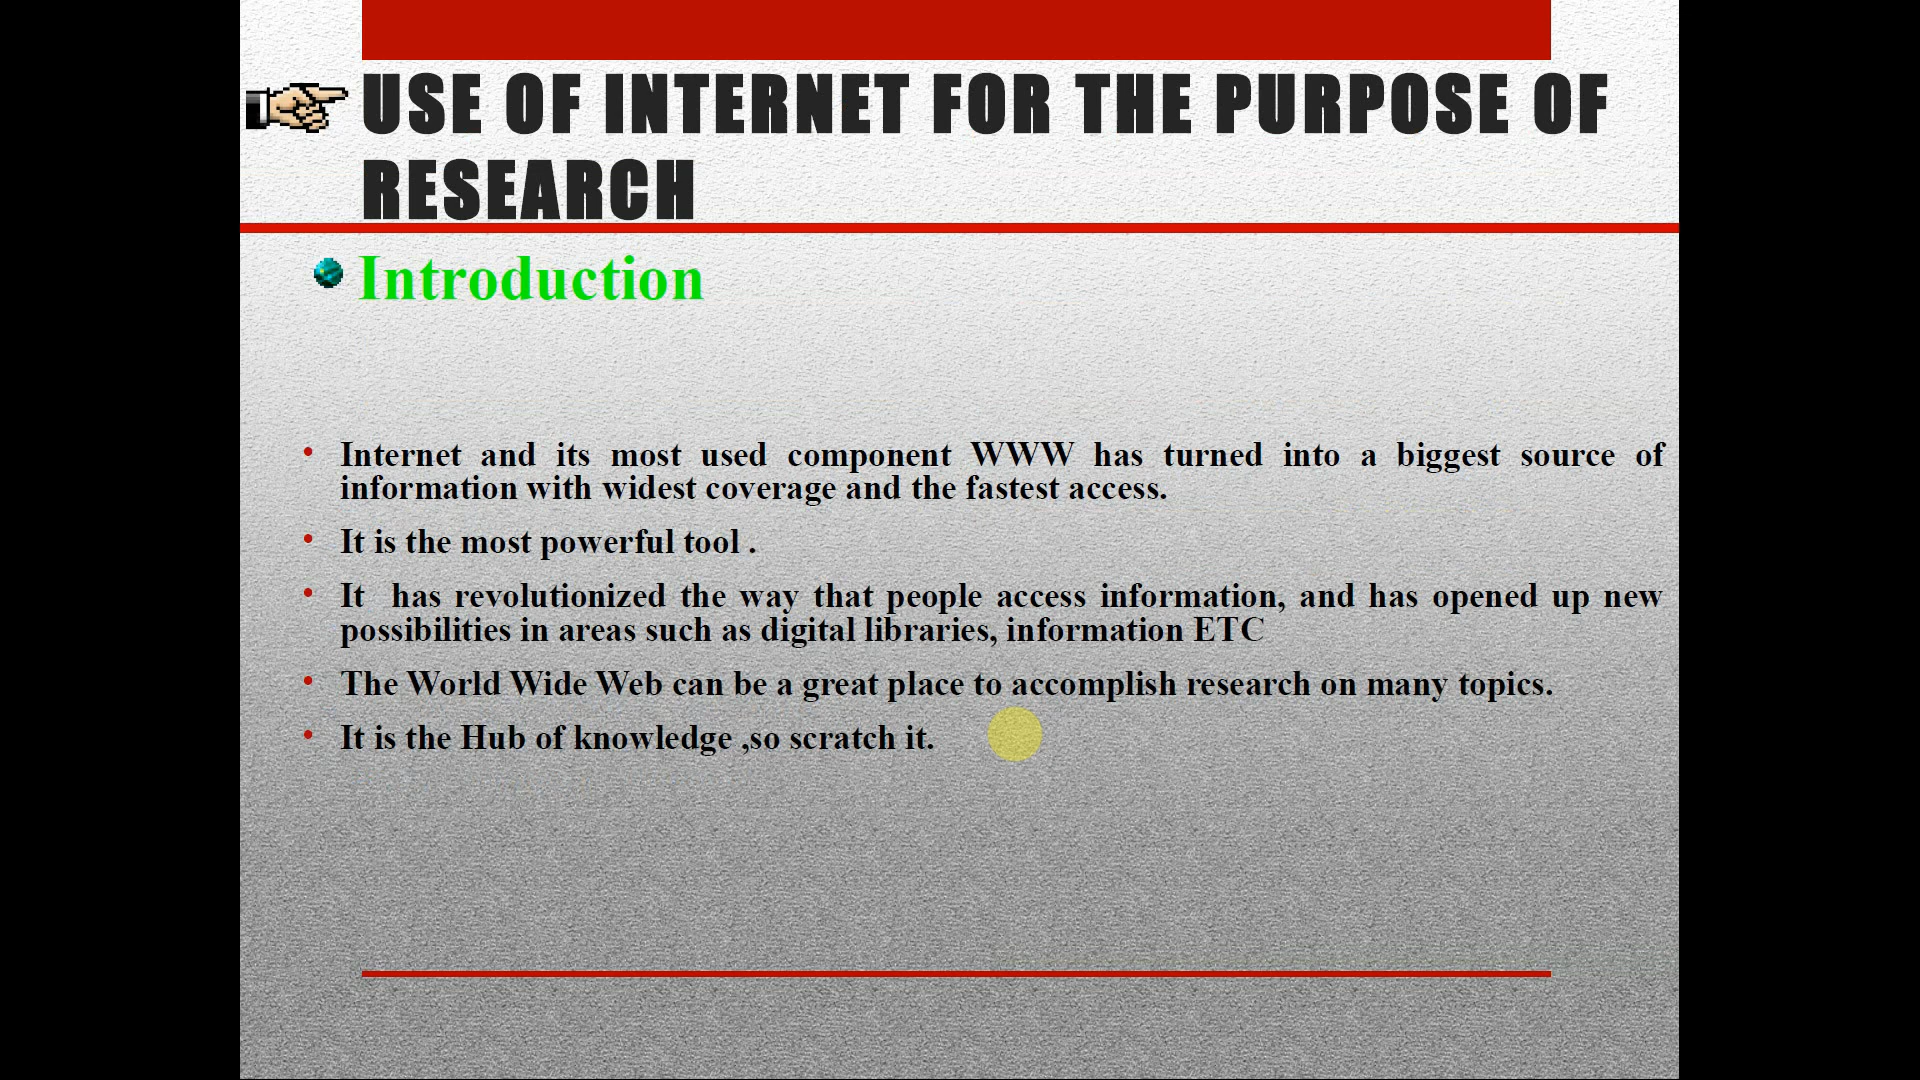 USE OF INTERNET FOR THE PURPOSE OF
RESEARCH
Introduction
Internet and its most used component WWW has turned into a biggest source of
information with widest coverage and the fastest access.
It is the most powerful tool .
It has revolutionized the way that people access information, and has opened up new
possibilities in areas such as digital libraries, information ETC
The World Wide Web can be a great place to accomplish research on many topics.
It is the Hub of knowledge ,so scratch it.